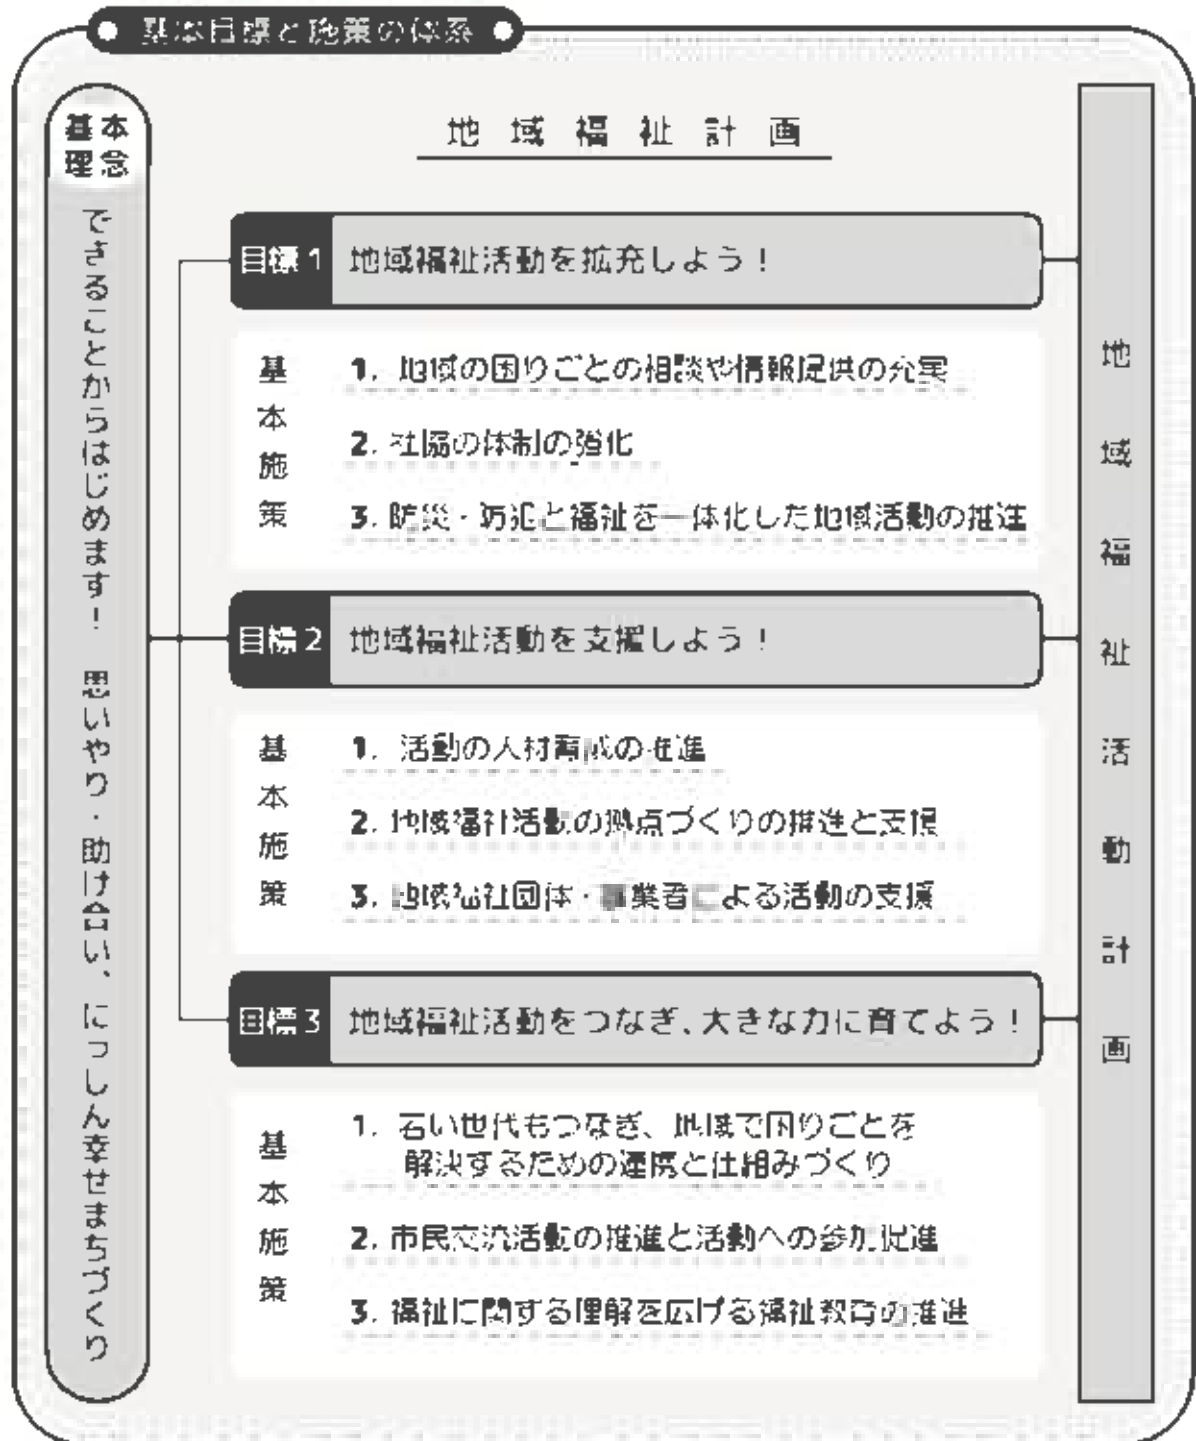 基本目標と施策の体系
基本
理念
できることからはじめます! 思いやり・助け合い、にっしん幸せまちづくり
地域福祉計画
目標1 地域福祉活動を拡充しよう!
基本施策
1. 地域の困りごとの相談や情報提供の充実
2. 社協の体制の強化
3. 防災・防犯と福祉を一体化した地域活動の推進
目標2 地域福祉活動を支援しよう!
基本施策
1. 活動の人材育成の推進
2. 地域福祉活動の拠点づくりの推進と支援
3. 地域福祉団体・事業者による活動の支援
目標3 地域福祉活動をつなぎ、大きな力に育てよう!
基本施策
1. 若い世代もつなぎ、地域で困りごとを
解決するための連携と仕組みづくり
2. 市民交流活動の推進と活動への参加促進
3. 福祉に関する理解を広げる福祉教育の推進
地域福祉活動計画